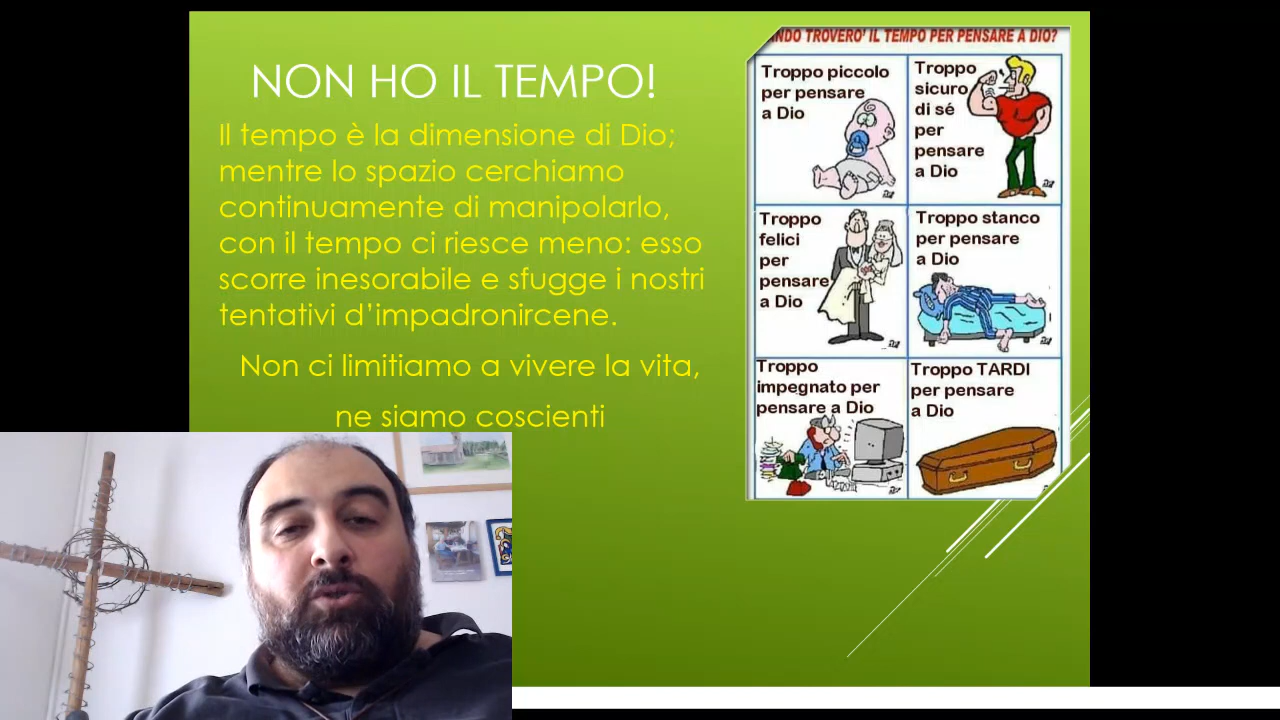 NON HO IL TEMPO!
Il tempo è la dimensione di Dio;
mentre lo spazio cerchiamo
continuamente di manipolarlo,
con il tempo ci riesce meno: esso
scorre inesorabile e sfugge i nostri
tentativi d’impadronircene.
Non ci limitiamo a vivere la vita,
ne siamo coscienti
TROVERO' IL TEMPO PER PENSARE A DIO?
Troppo piccolo
per pensare
a Dio
Troppo
sicuro
di sé
per
pensare
a Dio
Troppo
felici
per
pensare
a Dio
Troppo stanco
per pensare
a Dio
Troppo
impegnato per
pensare a Dio
Troppo TARDI
per pensare
a Dio